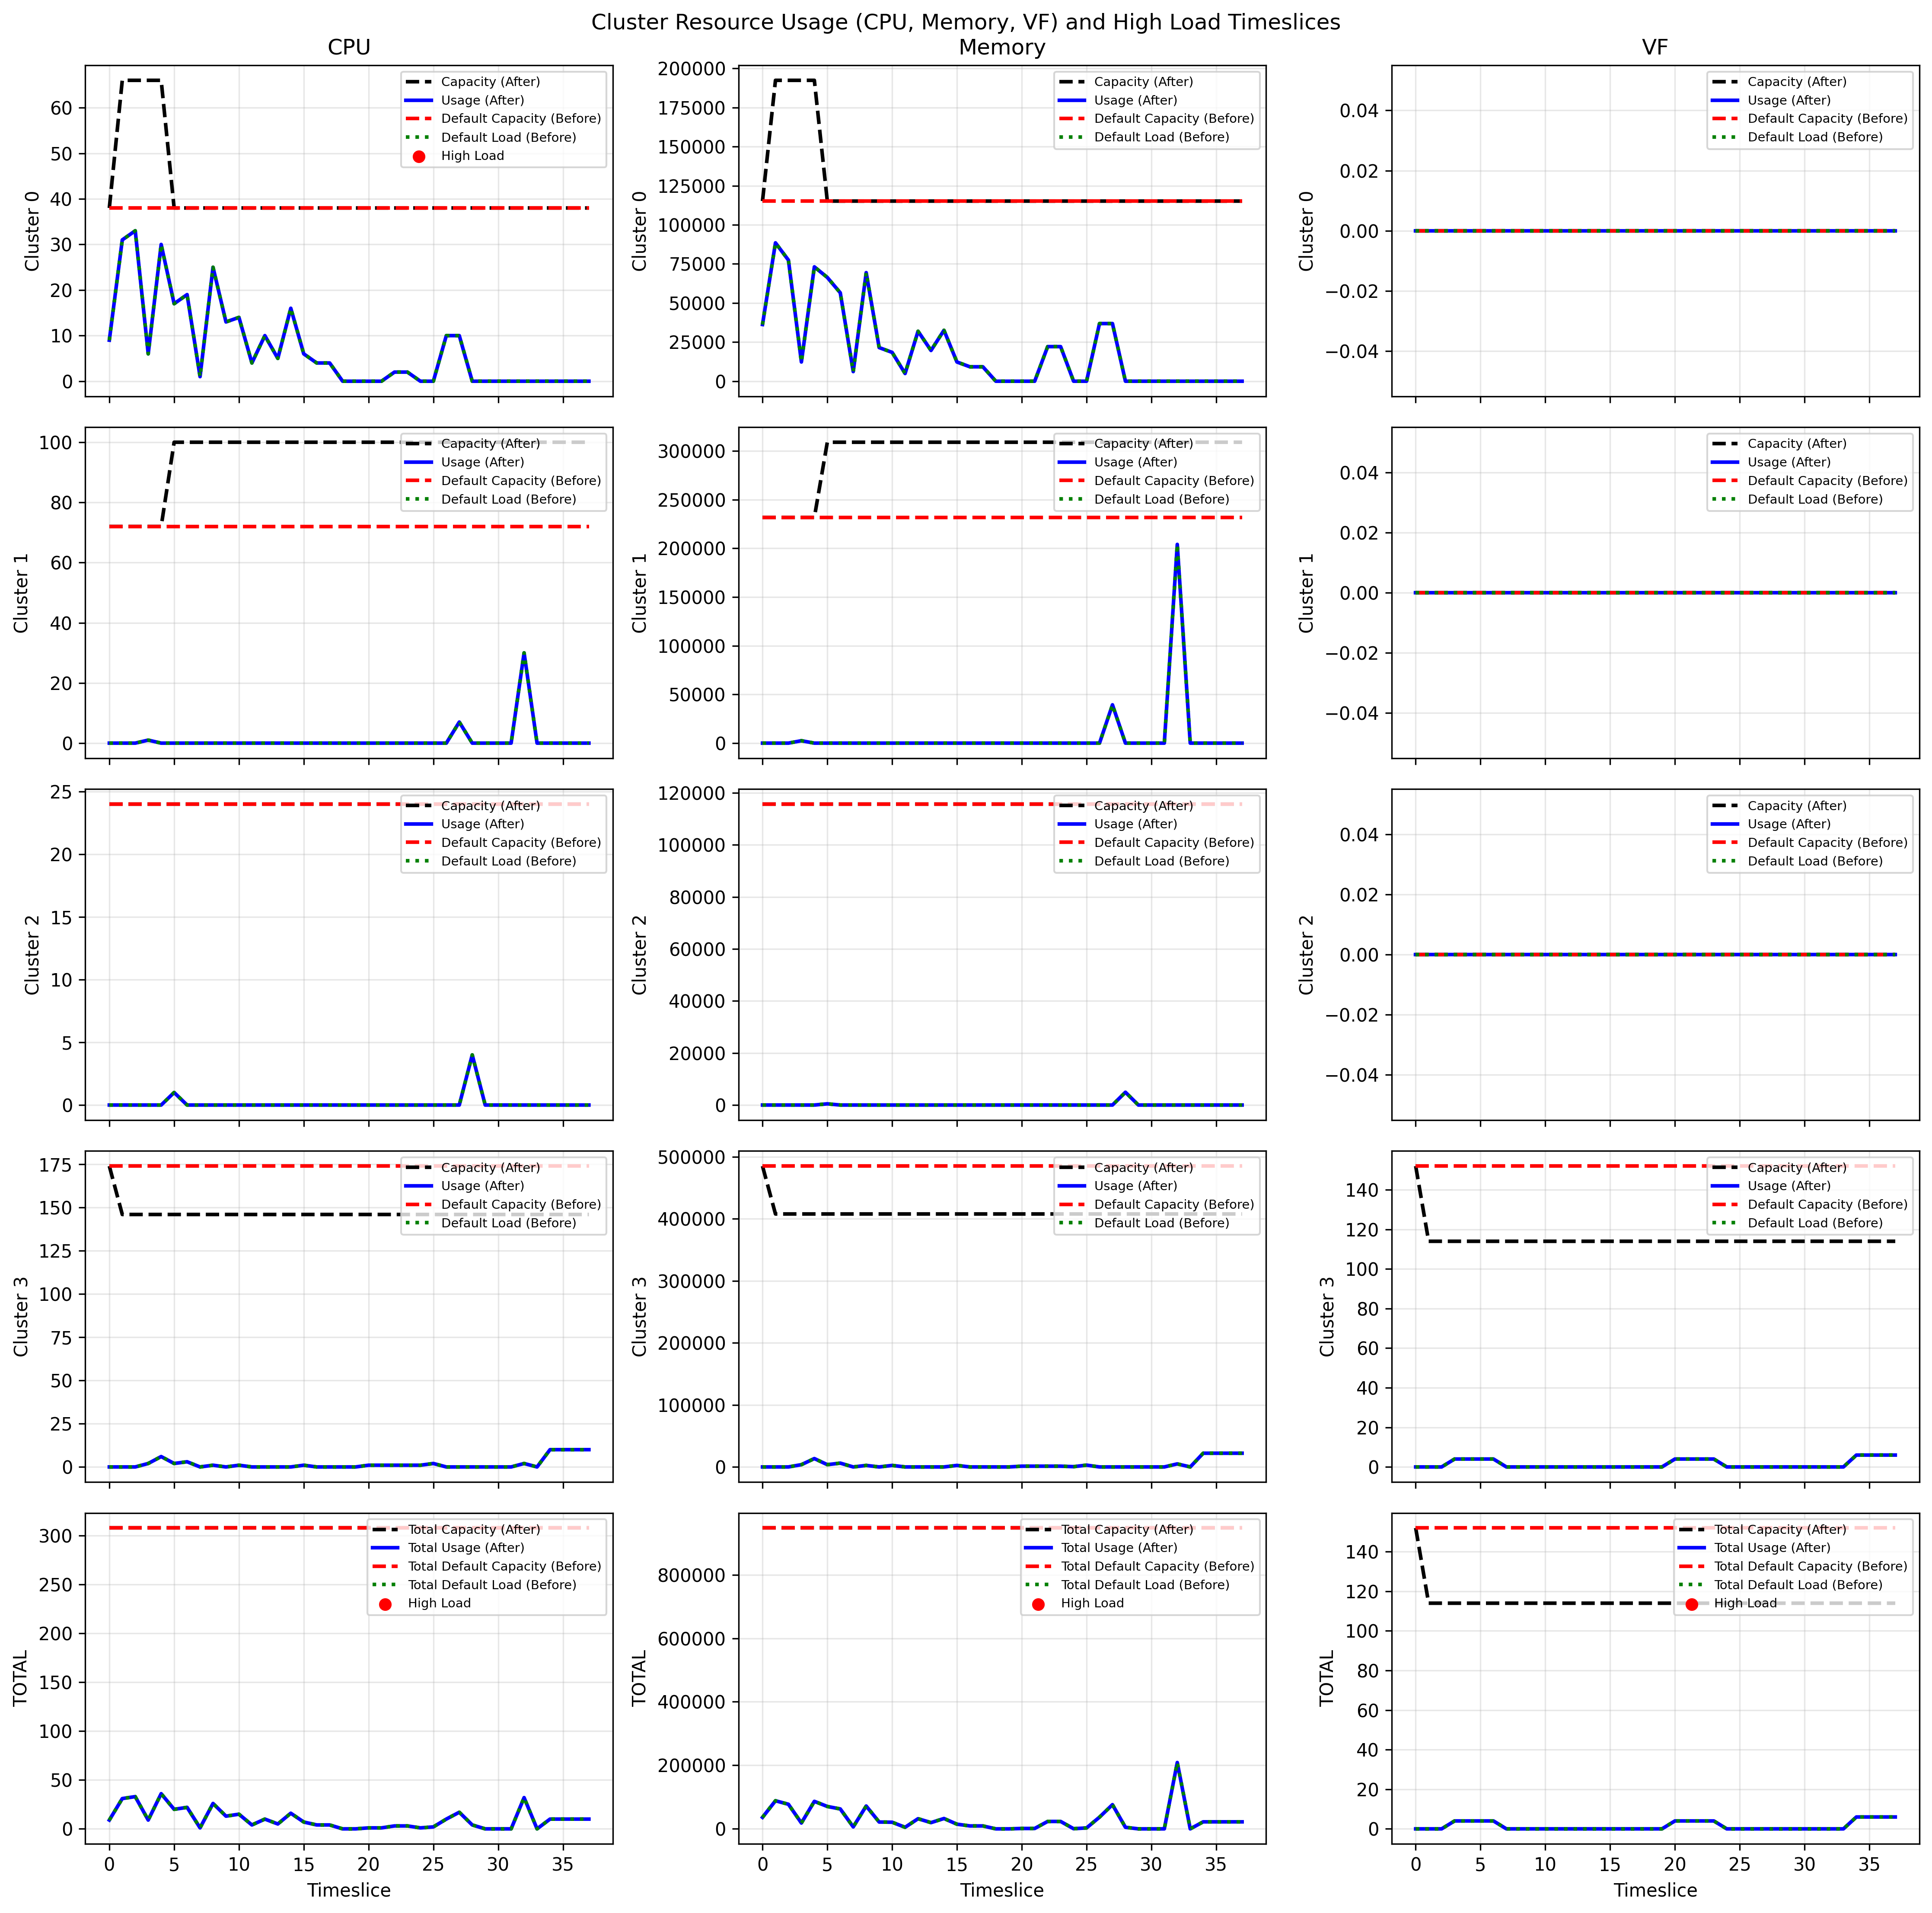 Cluster Resource Usage (CPU, Memory, VF) and High Load Timeslices
CPU
Memory
VF
Cluster 0
60
50
40
30
20
10
0
Capacity (After)
Usage (After)
Default Capacity (Before)
Default Load (Before)
High Load
Cluster 0
200000
175000
150000
125000
100000
75000
50000
25000
0
Capacity (After)
Usage (After)
Default Capacity (Before)
Default Load (Before)
Cluster 0
0.04
0.02
0.00
−0.02
−0.04
Capacity (After)
Usage (After)
Default Capacity (Before)
Default Load (Before)
Cluster 1
100
80
60
40
20
0
Capacity (After)
Usage (After)
Default Capacity (Before)
Default Load (Before)
Cluster 1
300000
250000
200000
150000
100000
50000
0
Capacity (After)
Usage (After)
Default Capacity (Before)
Default Load (Before)
Cluster 1
0.04
0.02
0.00
−0.02
−0.04
Capacity (After)
Usage (After)
Default Capacity (Before)
Default Load (Before)
Cluster 2
25
20
15
10
5
0
Capacity (After)
Usage (After)
Default Capacity (Before)
Default Load (Before)
Cluster 2
120000
100000
80000
60000
40000
20000
0
Capacity (After)
Usage (After)
Default Capacity (Before)
Default Load (Before)
Cluster 2
0.04
0.02
0.00
−0.02
−0.04
Capacity (After)
Usage (After)
Default Capacity (Before)
Default Load (Before)
Cluster 3
175
150
125
100
75
50
25
0
Capacity (After)
Usage (After)
Default Capacity (Before)
Default Load (Before)
Cluster 3
500000
400000
300000
200000
100000
0
Capacity (After)
Usage (After)
Default Capacity (Before)
Default Load (Before)
Cluster 3
140
120
100
80
60
40
20
0
Capacity (After)
Usage (After)
Default Capacity (Before)
Default Load (Before)
TOTAL
300
250
200
150
100
50
0
Total Capacity (After)
Total Usage (After)
Total Default Capacity (Before)
Total Default Load (Before)
High Load
0 5 10 15 20 25 30 35
Timeslice
TOTAL
800000
600000
400000
200000
0
Total Capacity (After)
Total Usage (After)
Total Default Capacity (Before)
Total Default Load (Before)
High Load
0 5 10 15 20 25 30 35
Timeslice
TOTAL
140
120
100
80
60
40
20
0
Total Capacity (After)
Total Usage (After)
Total Default Capacity (Before)
Total Default Load (Before)
High Load
0 5 10 15 20 25 30 35
Timeslice